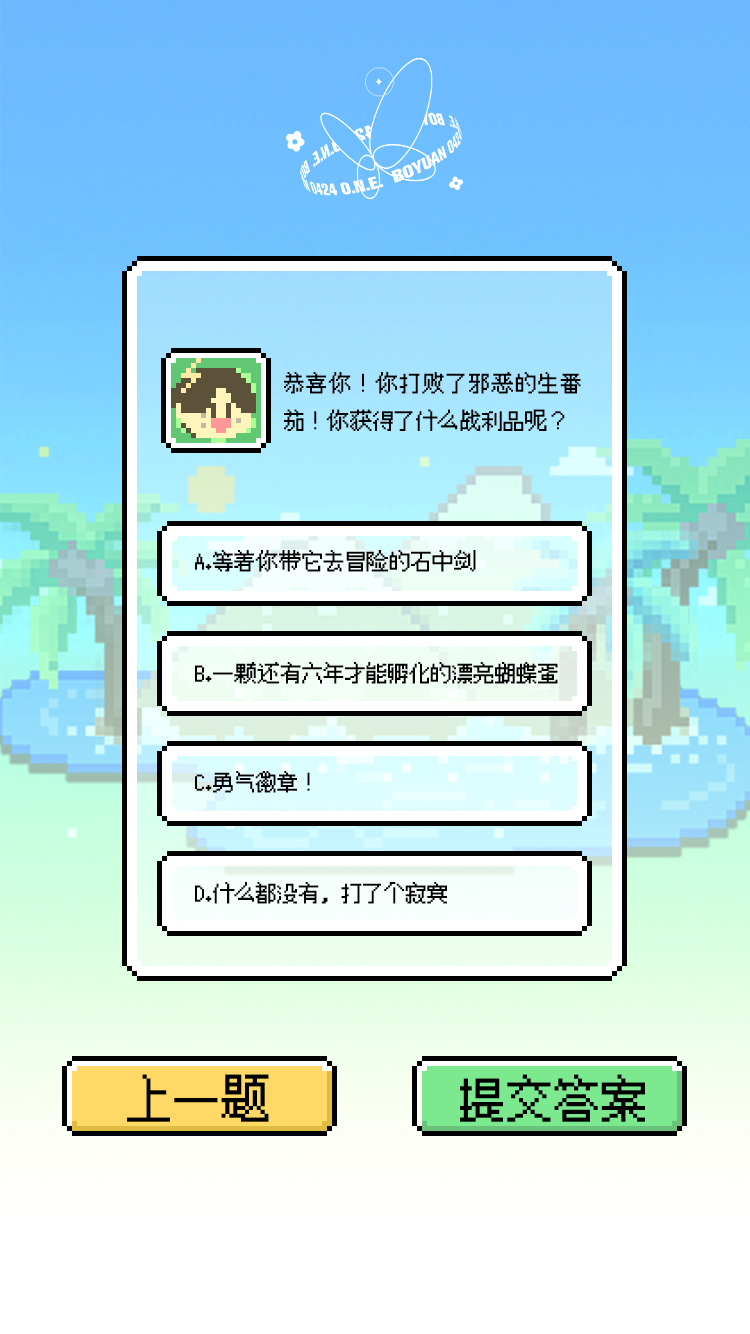 0424 O.N.E. BOYUAN 0424
恭喜你！你打败了邪恶的生番
茄！你获得了什么战利品呢？
A.等着你带它去冒险的石中剑
B.一颗还有六年才能孵化的漂亮蝴蝶蛋
C.勇气徽章！
D.什么都没有，打了个寂寞
上一题
提交答案